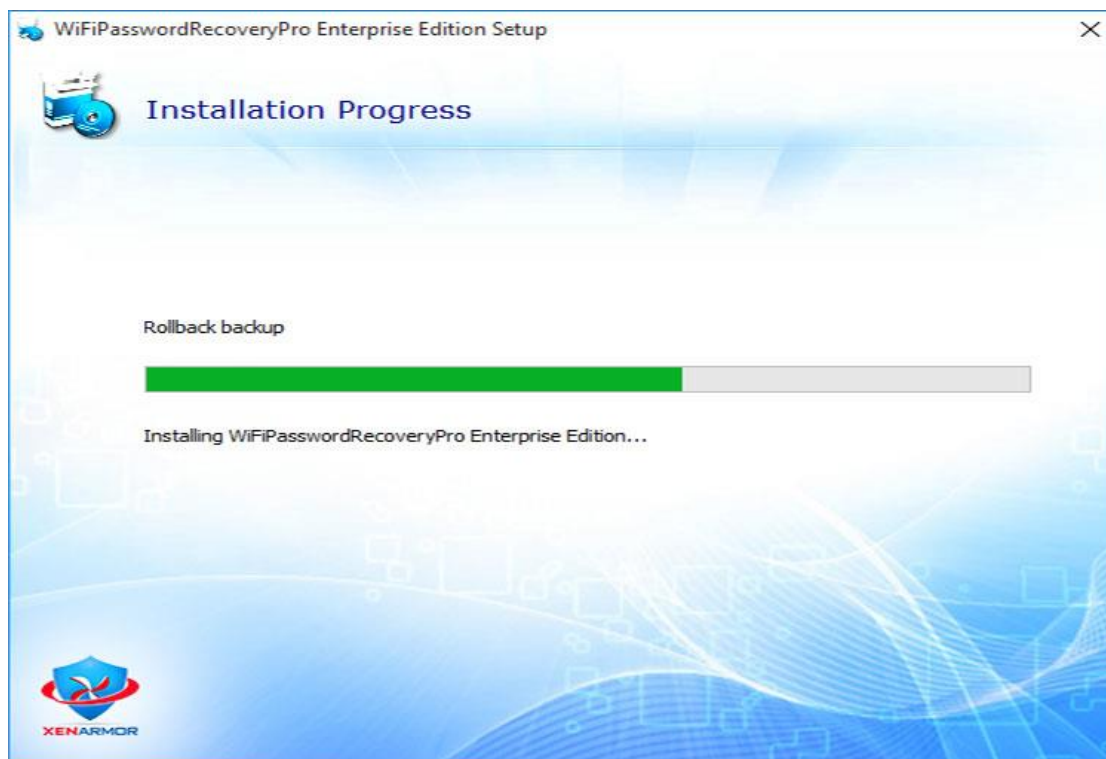 WiFiPasswordRecoveryPro Enterprise Edition Setup
Installation Progress
Rollback backup
Installing WiFiPasswordRecoveryPro Enterprise Edition...
XENARMOR